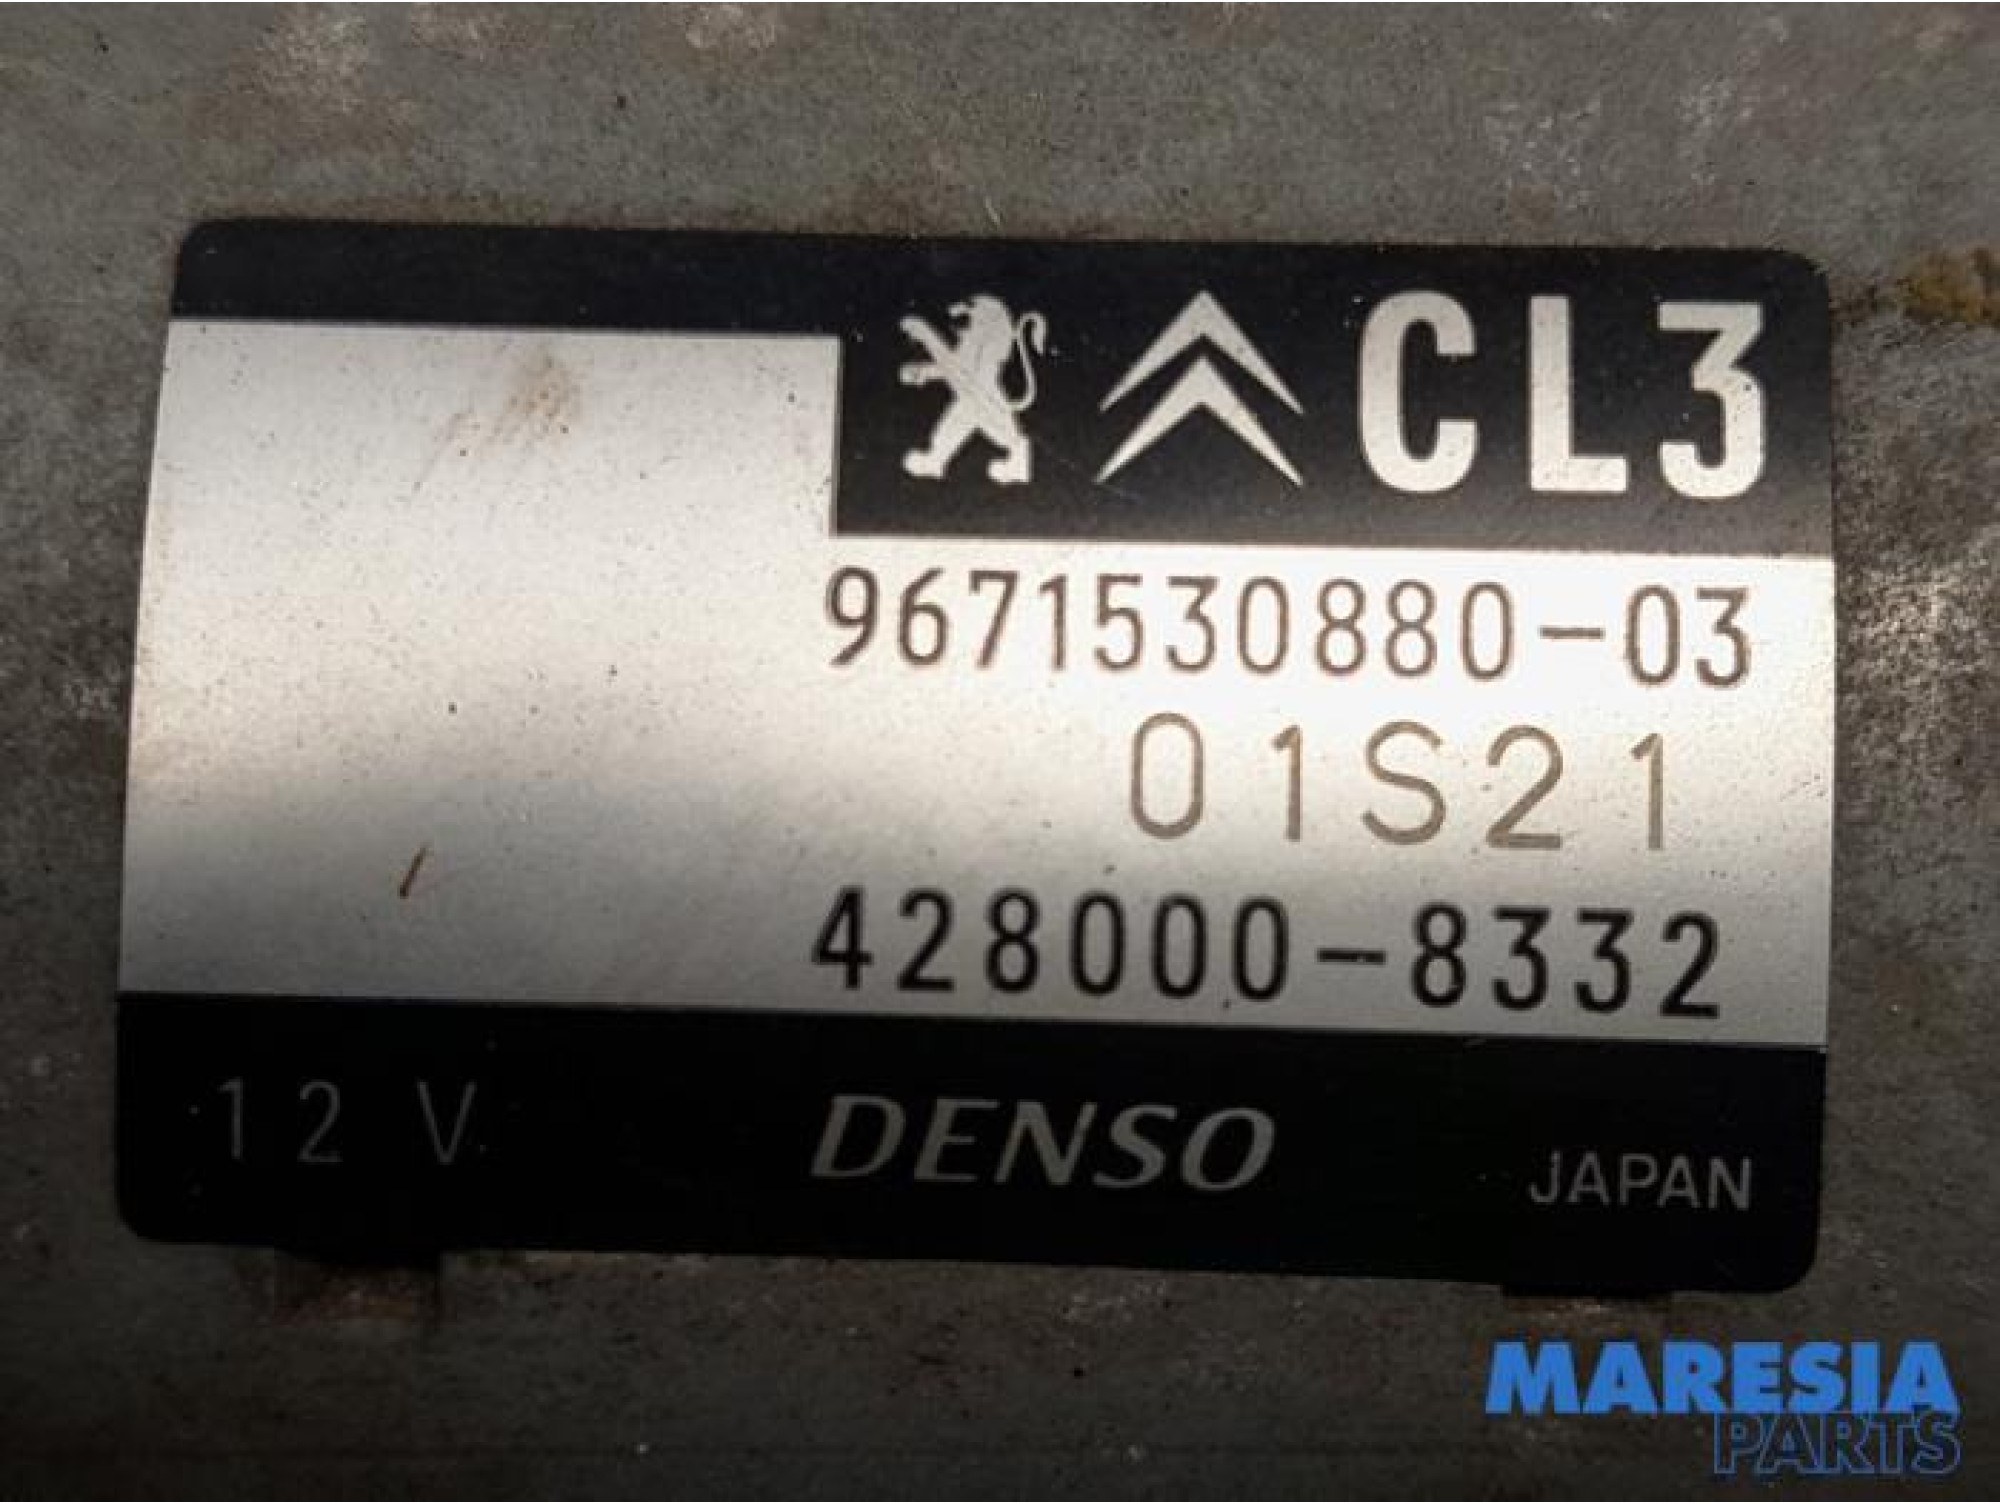 CL3
9671530880-03
01S21
428000-8332
12 V DENSO JAPAN
MARESIA
PARTS